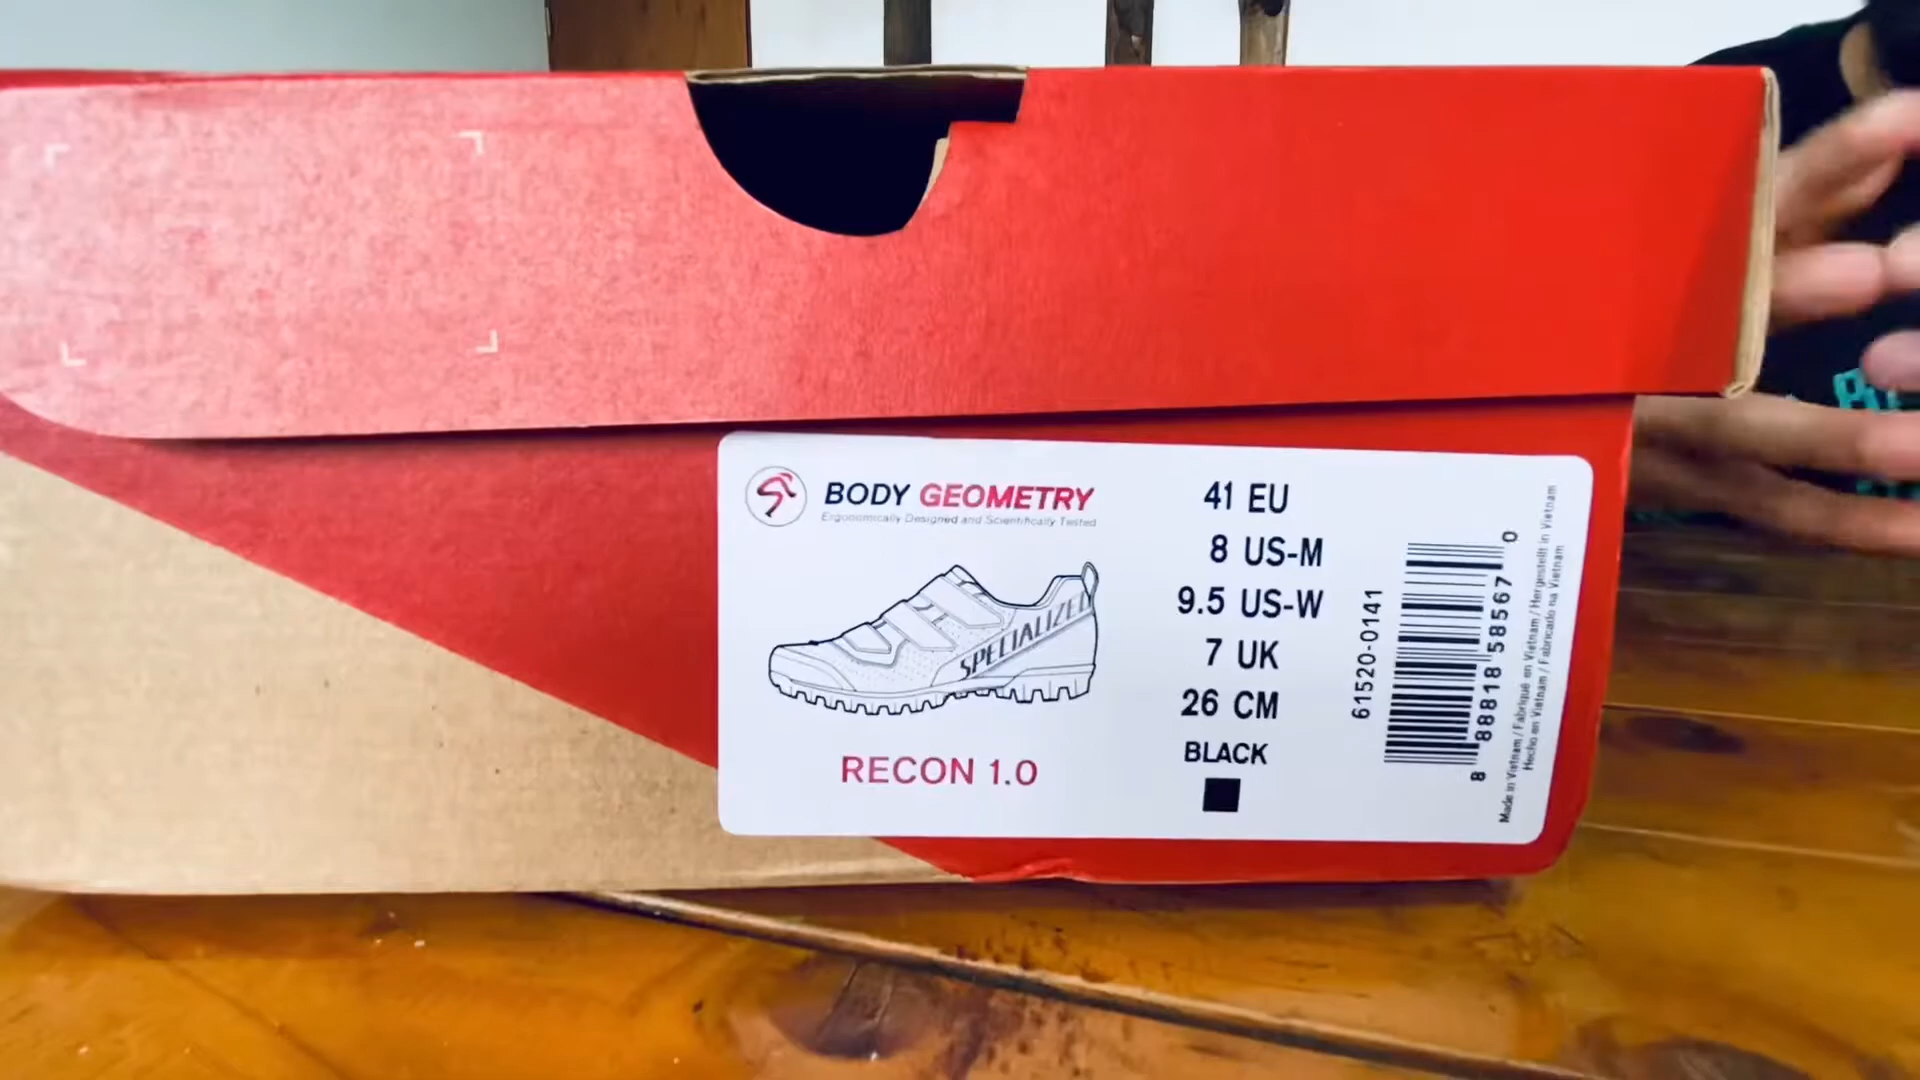 BODY GEOMETRY
Ergonomically Designed and Scientifically Tested
SPECIALIZED
RECON 1.0
41 EU
8 US-M
9.5 US-W
7 UK
26 CM
BLACK
61520-0141
8 88818 58567 0
Made in Vietnam / Fabriqué en Vietnam / Hergestellt in Vietnam
Hecho en Vietnam / Fabricado na Vietnam